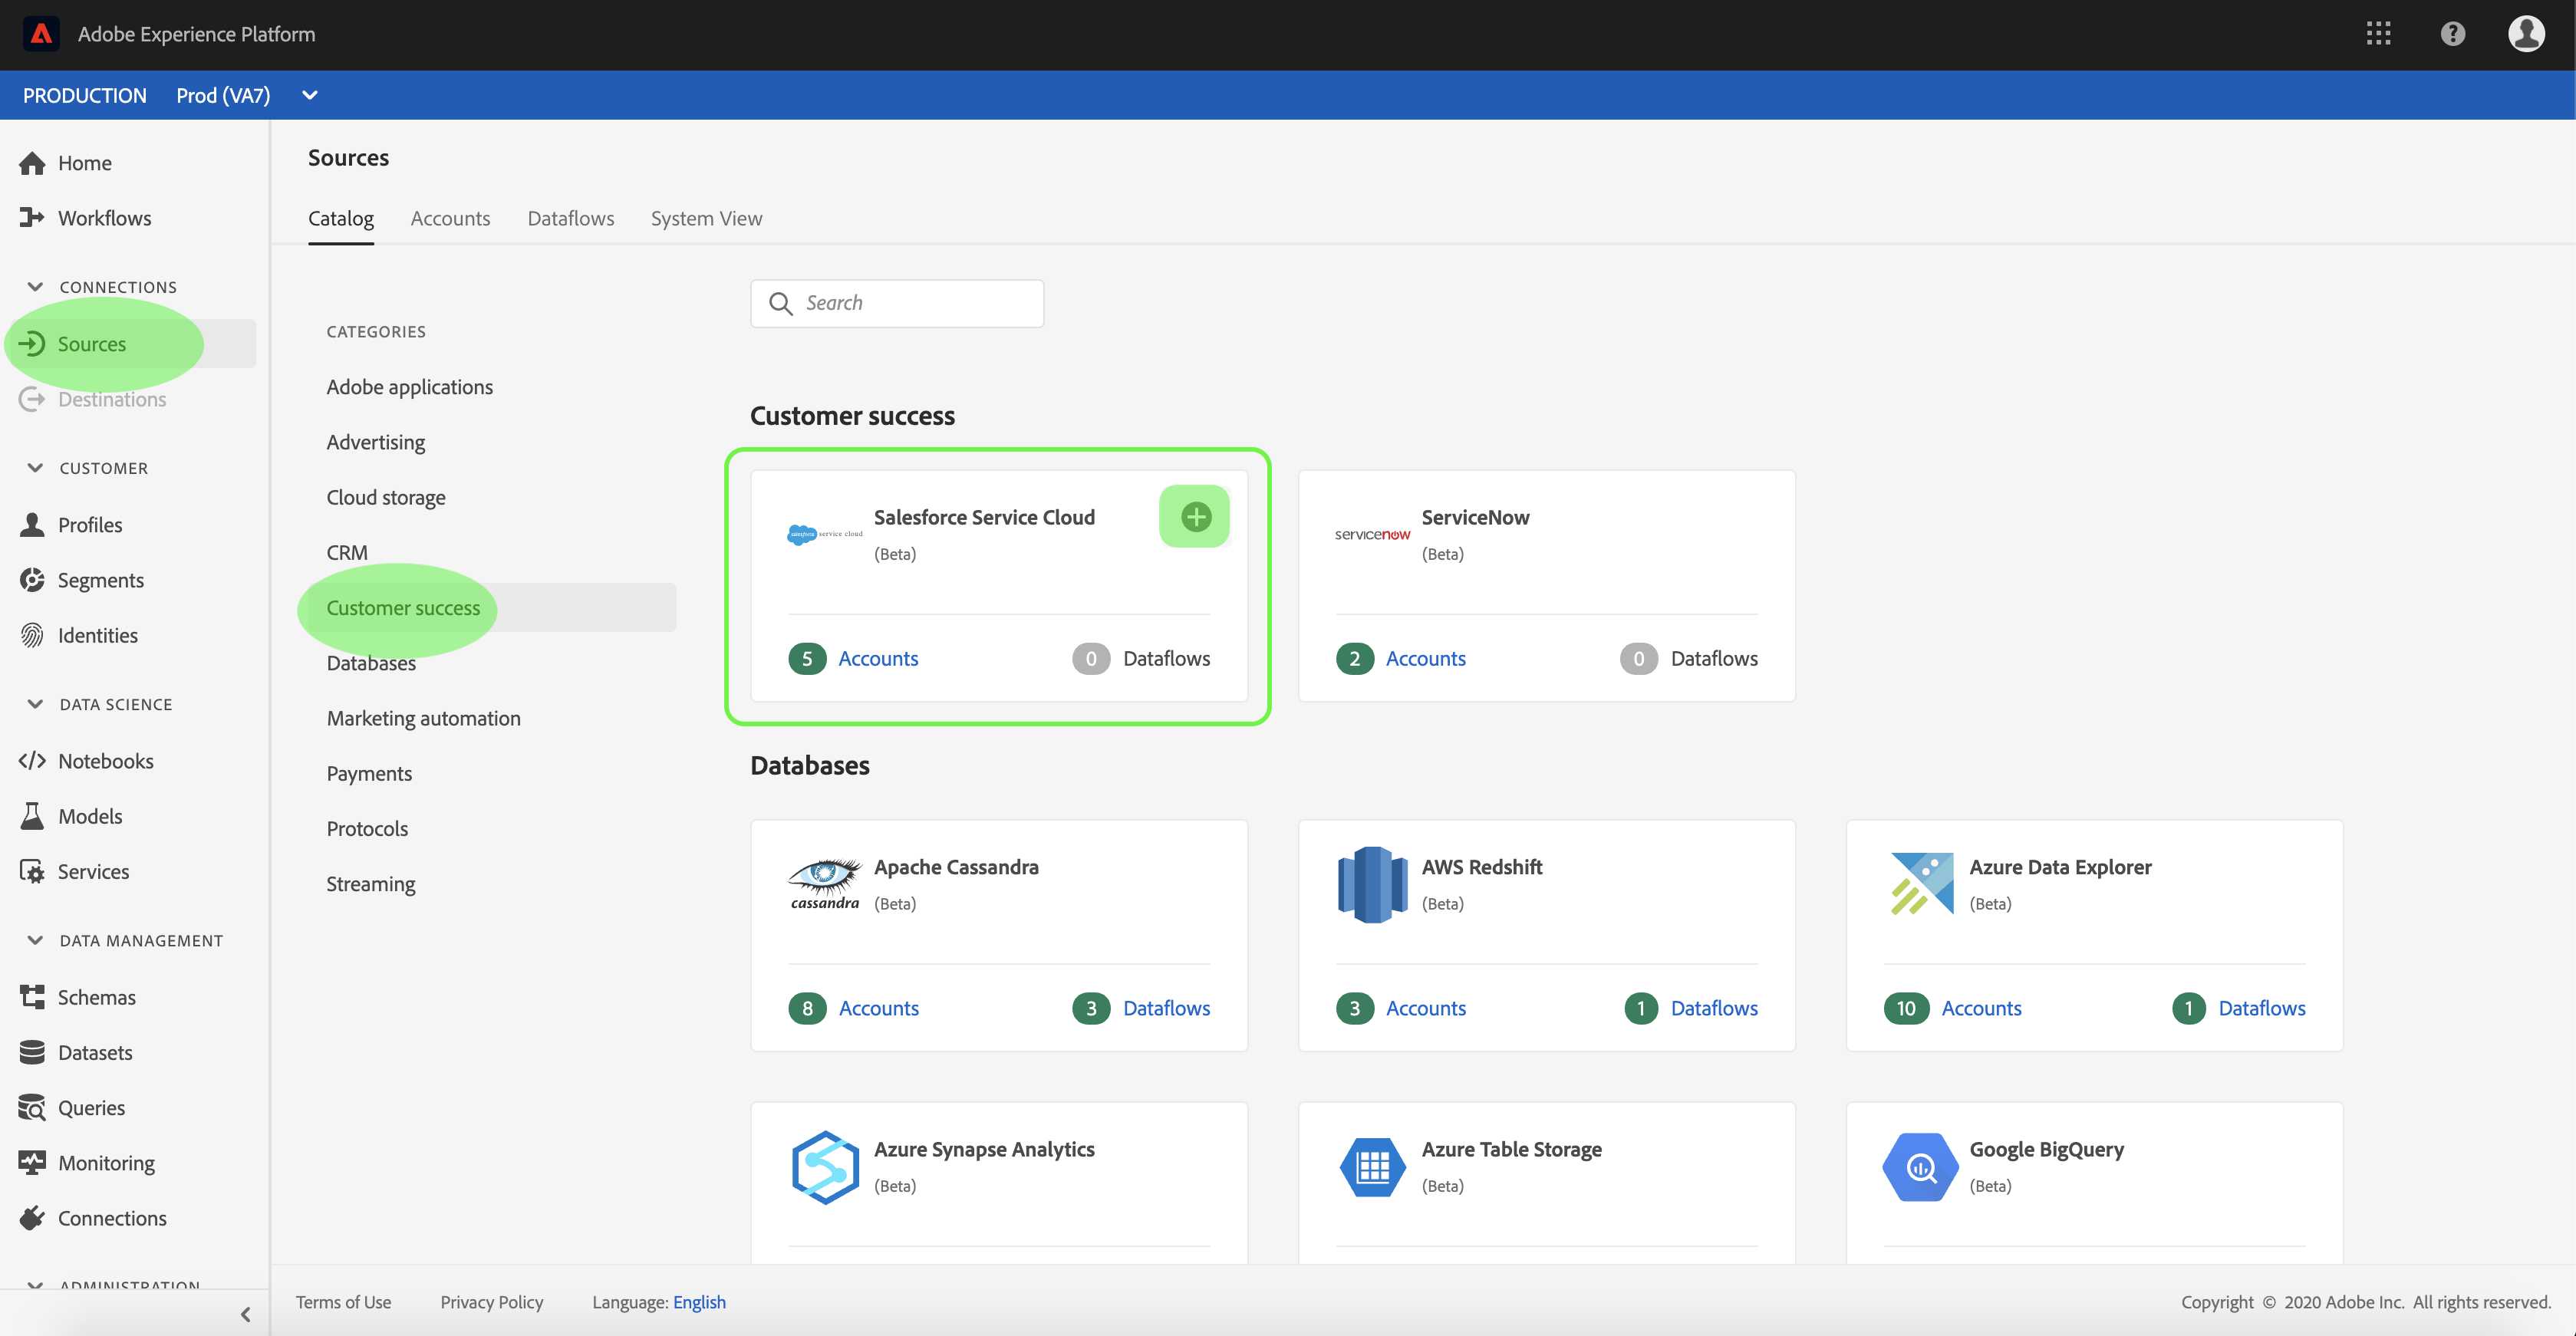 Adobe Experience Platform
PRODUCTION Prod (VA7)
Home
Workflows
CONNECTIONS
Sources
Destinations
CUSTOMER
Profiles
Segments
Identities
DATA SCIENCE
Notebooks
Models
Services
DATA MANAGEMENT
Schemas
Datasets
Queries
Monitoring
Connections
ADMINISTRATION
Sources
Catalog Accounts Dataflows System View
CATEGORIES
Adobe applications
Advertising
Cloud storage
CRM
Customer success
Databases
Marketing automation
Payments
Protocols
Streaming
Search
Customer success
salesforce service cloud
Salesforce Service Cloud
(Beta)
5 Accounts 0 Dataflows
servicenow
ServiceNow
(Beta)
2 Accounts 0 Dataflows
Databases
cassandra
Apache Cassandra
(Beta)
8 Accounts 3 Dataflows
AWS Redshift
(Beta)
3 Accounts 1 Dataflows
Azure Data Explorer
(Beta)
10 Accounts 1 Dataflows
Azure Synapse Analytics
(Beta)
Azure Table Storage
(Beta)
Google BigQuery
(Beta)
Terms of Use Privacy Policy Language: English Copyright © 2020 Adobe Inc. All rights reserved.